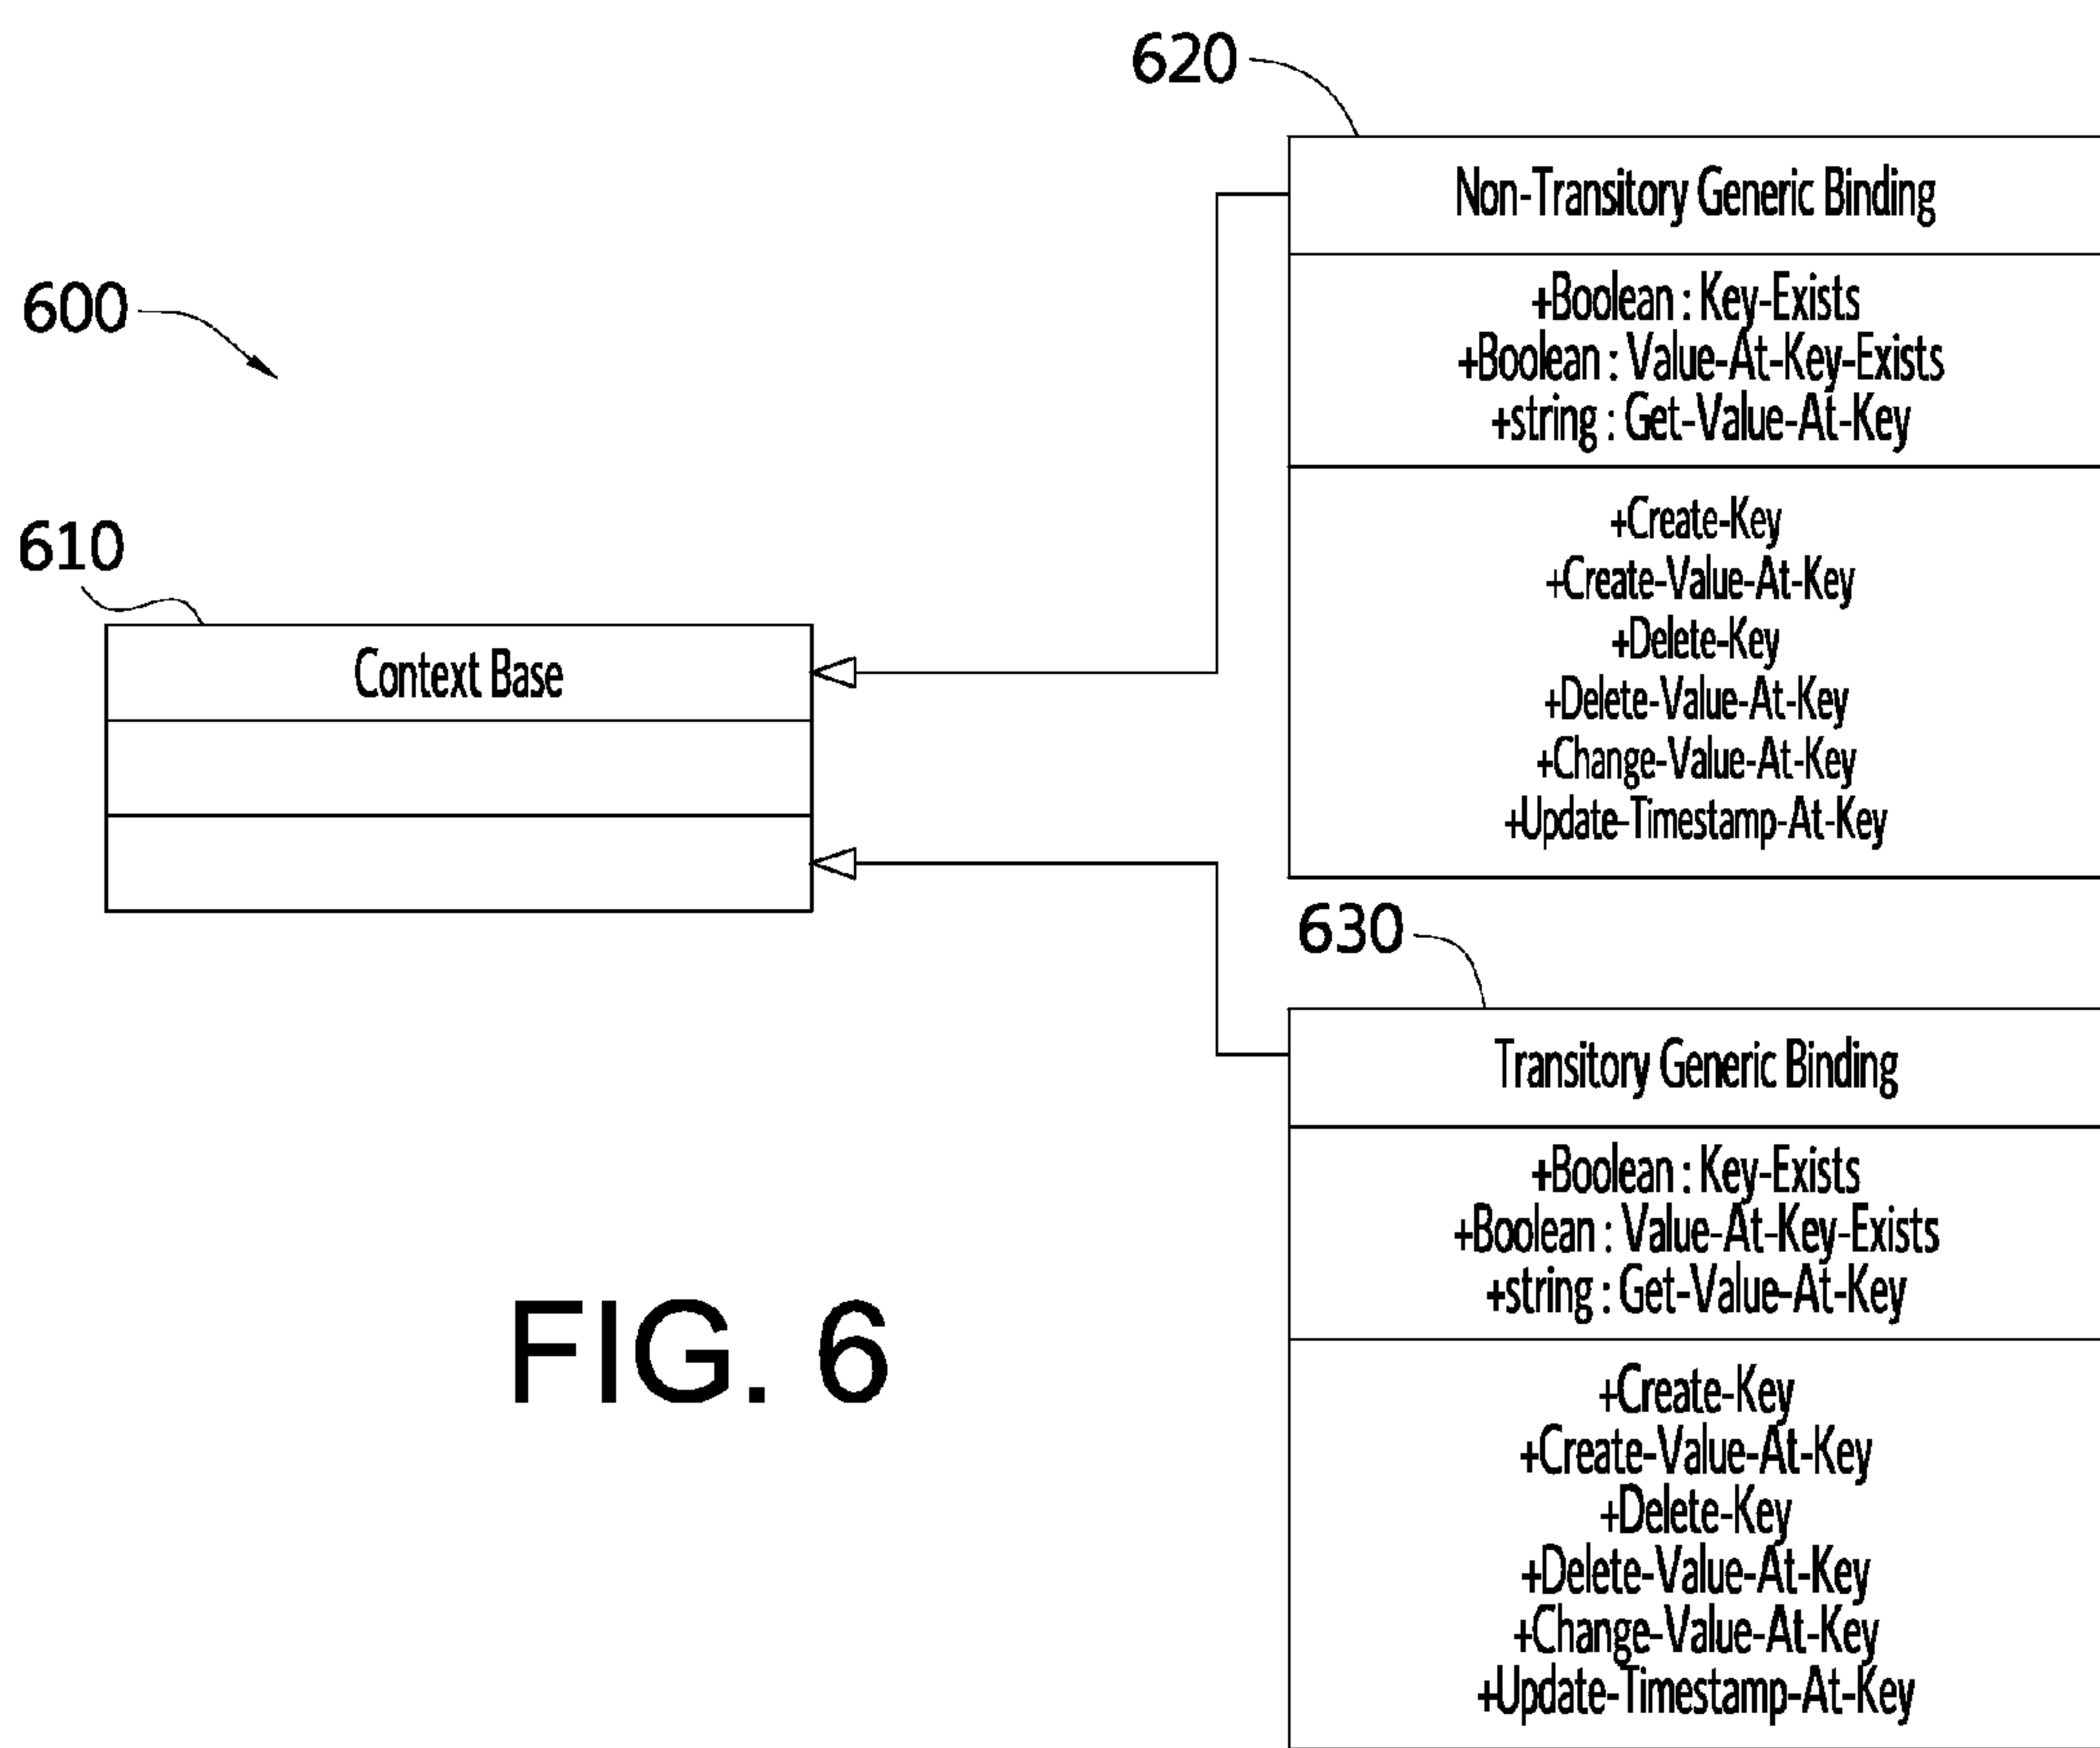 620
Non-Transitory Generic Binding
+Boolean : Key-Exists
+Boolean : Value-At-Key-Exists
+string : Get-Value-At-Key
+Create-Key
+Create-Value-At-Key
+Delete-Key
+Delete-Value-At-Key
+Change-Value-At-Key
+Update-Timestamp-At-Key
600
610
Context Base
630
Transitory Generic Binding
+Boolean : Key-Exists
+Boolean : Value-At-Key-Exists
+string : Get-Value-At-Key
+Create-Key
+Create-Value-At-Key
+Delete-Key
+Delete-Value-At-Key
+Change-Value-At-Key
+Update-Timestamp-At-Key
FIG. 6